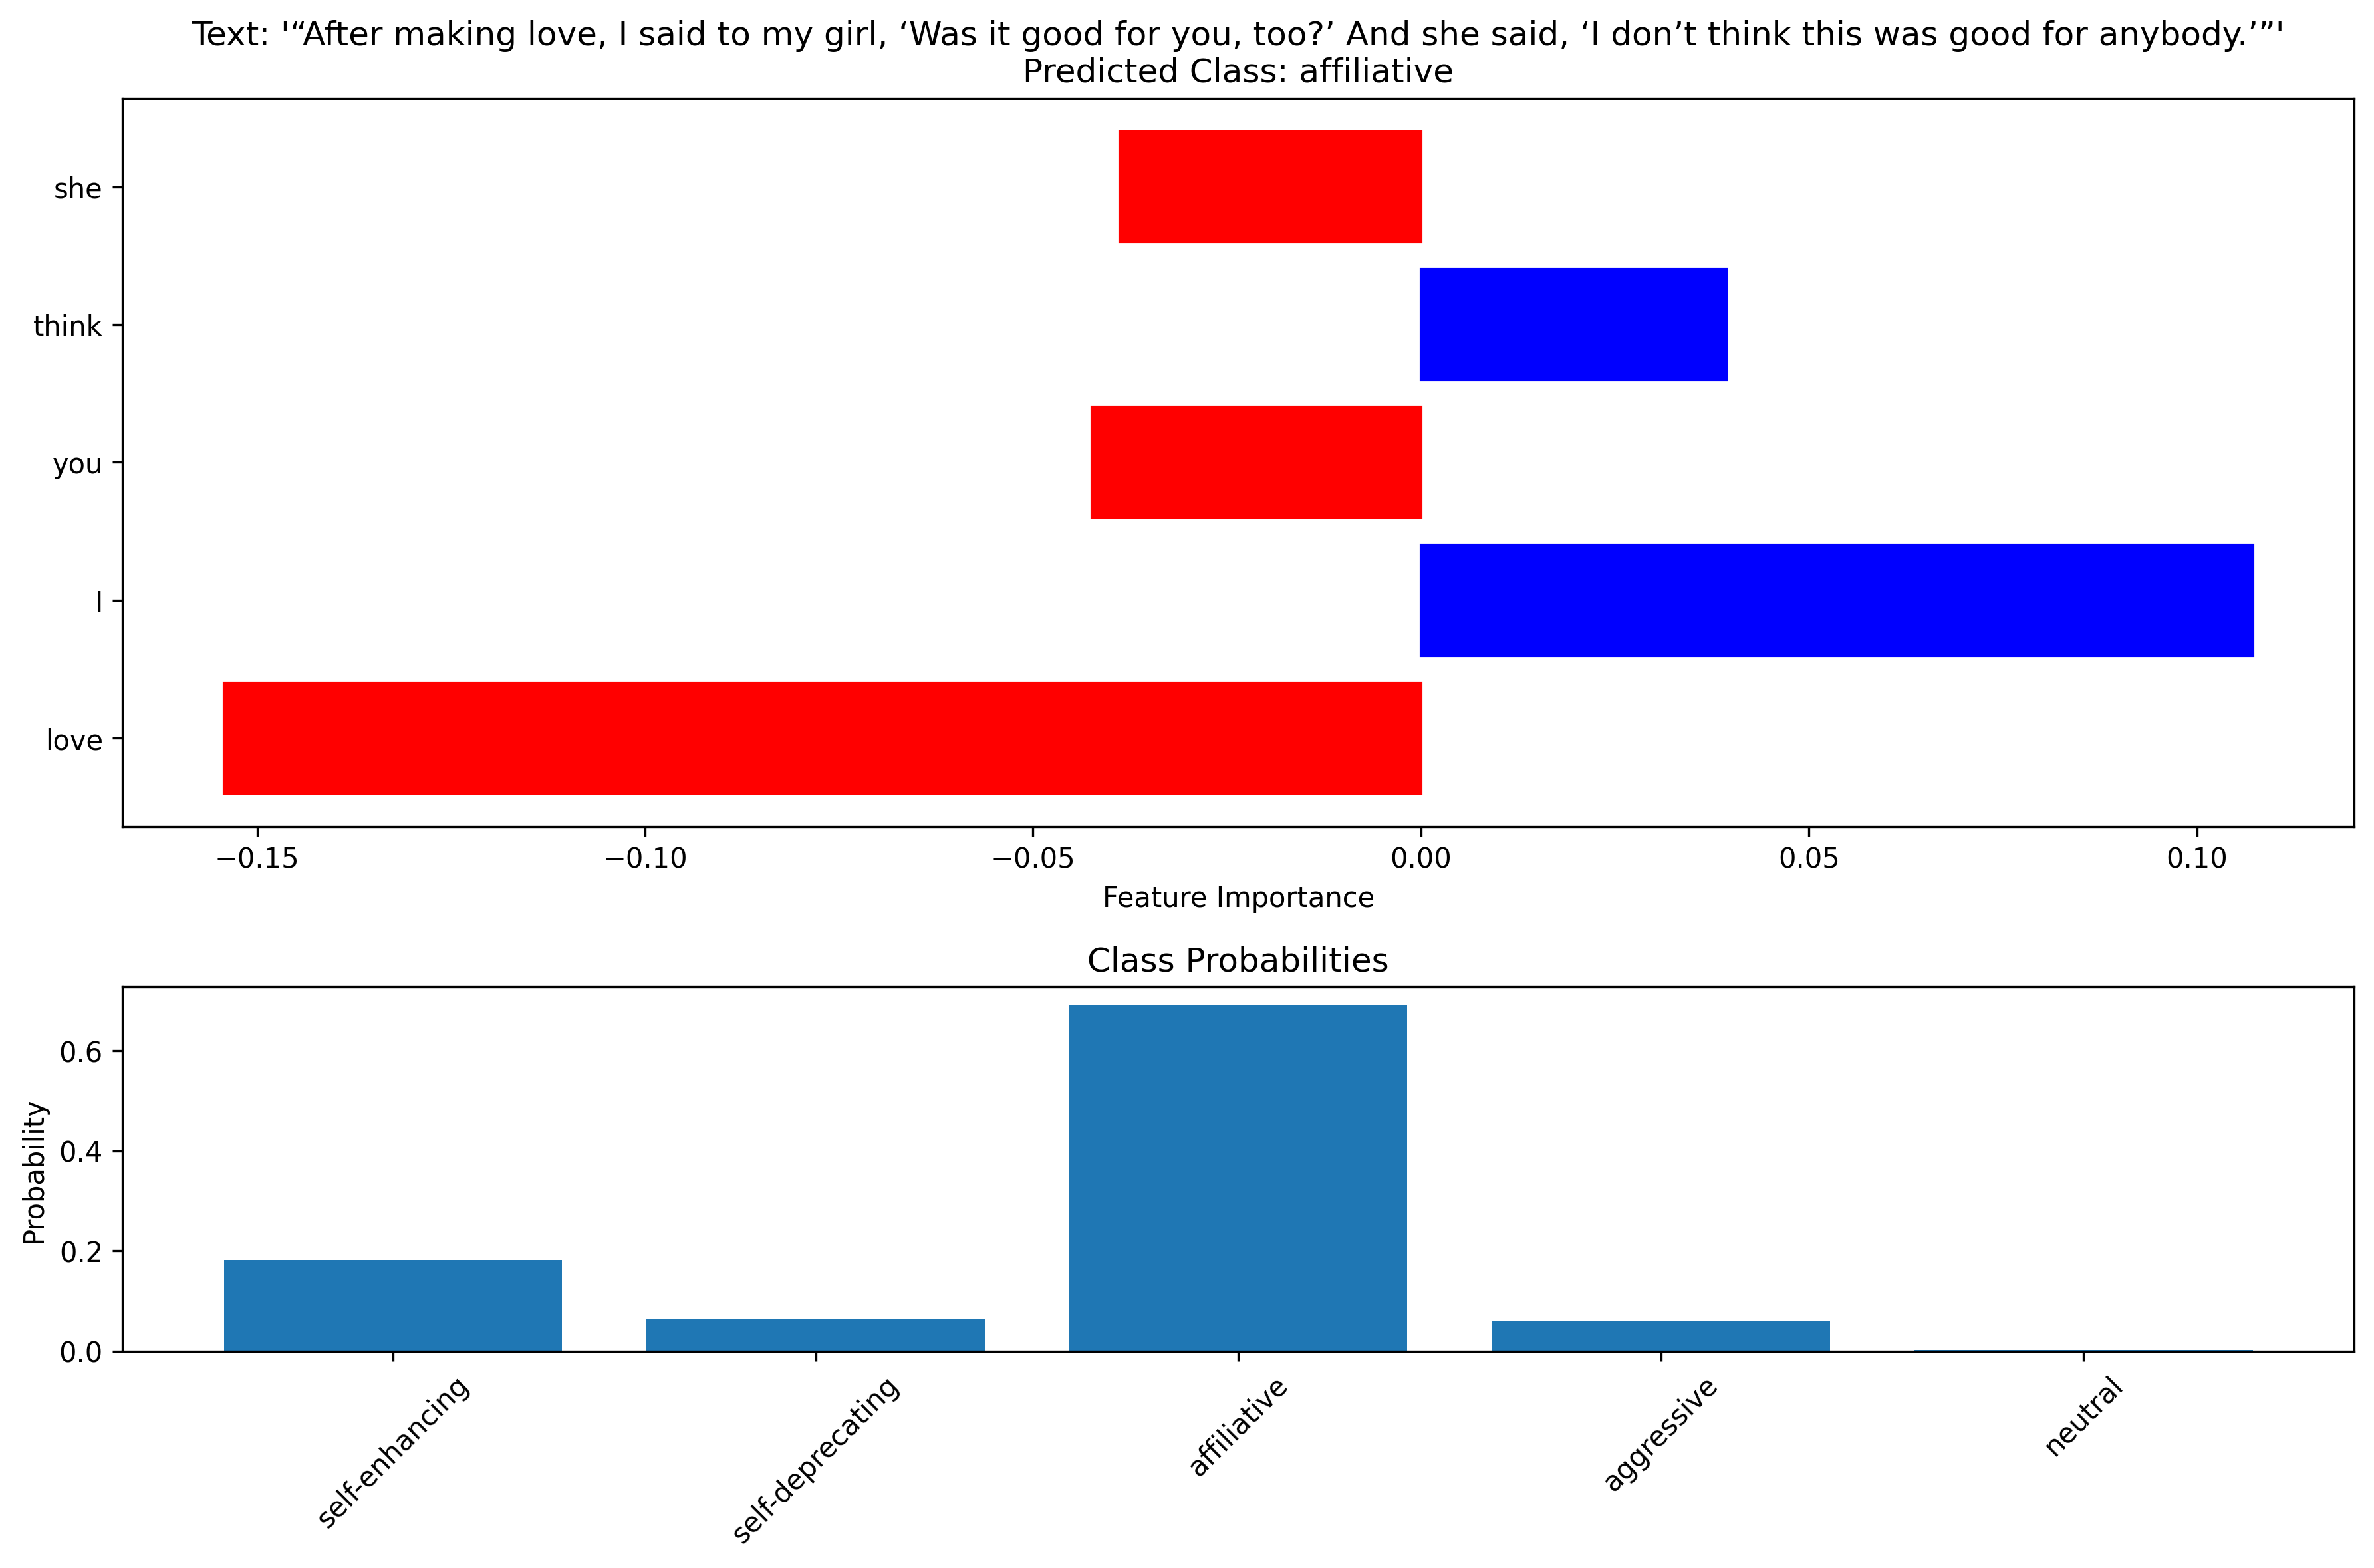 Text: '“After making love, I said to my girl, ‘Was it good for you, too?’ And she said, ‘I don’t think this was good for anybody.’”'
Predicted Class: affiliative
she
think
you
I
love
−0.15 −0.10 −0.05 0.00 0.05 0.10
Feature Importance
Class Probabilities
Probability
0.6
0.4
0.2
0.0
self-enhancing
self-deprecating
affiliative
aggressive
neutral